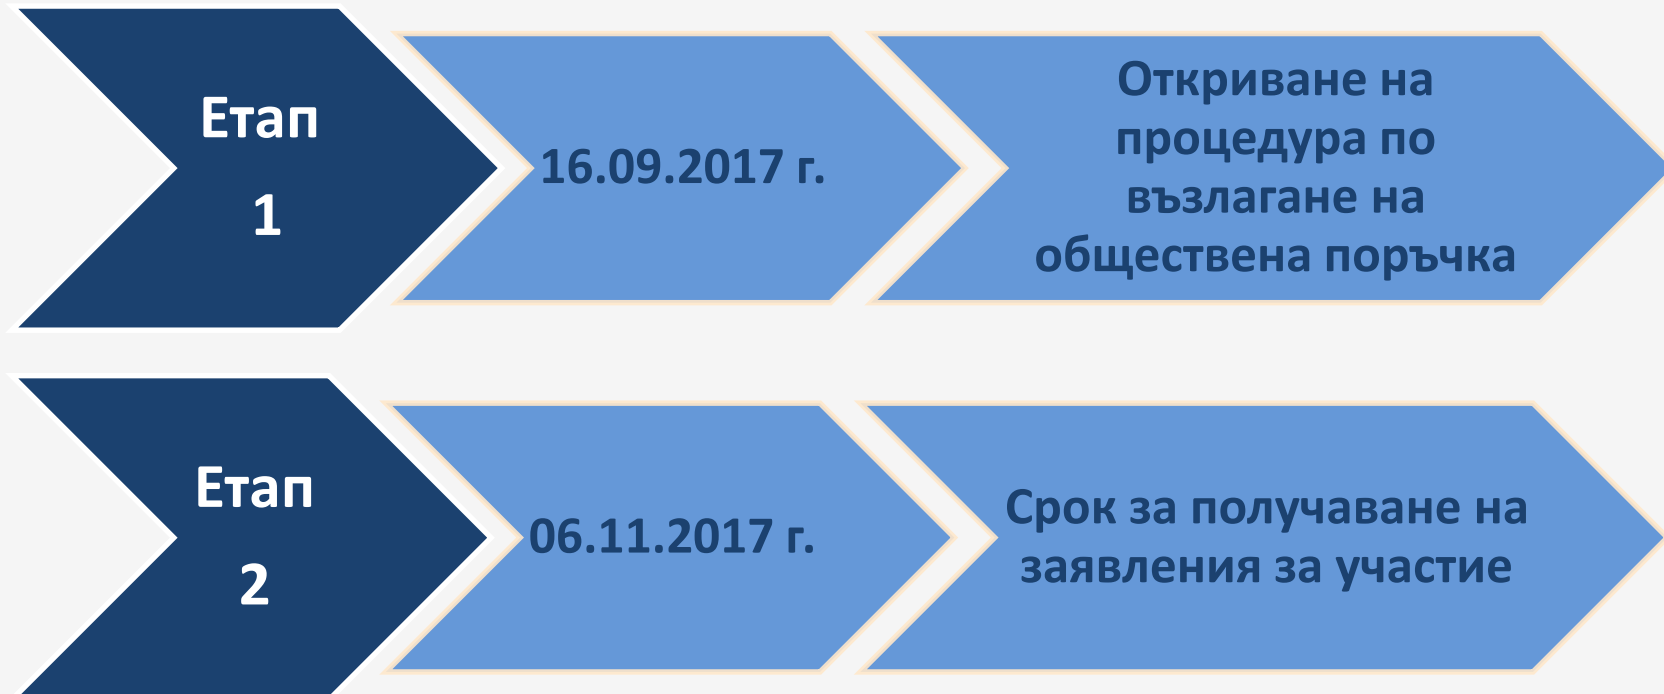 Етап
1
16.09.2017 г.
Откриване на
процедура по
възлагане на
обществена поръчка
Етап
2
06.11.2017 г.
Срок за получаване на
заявления за участие